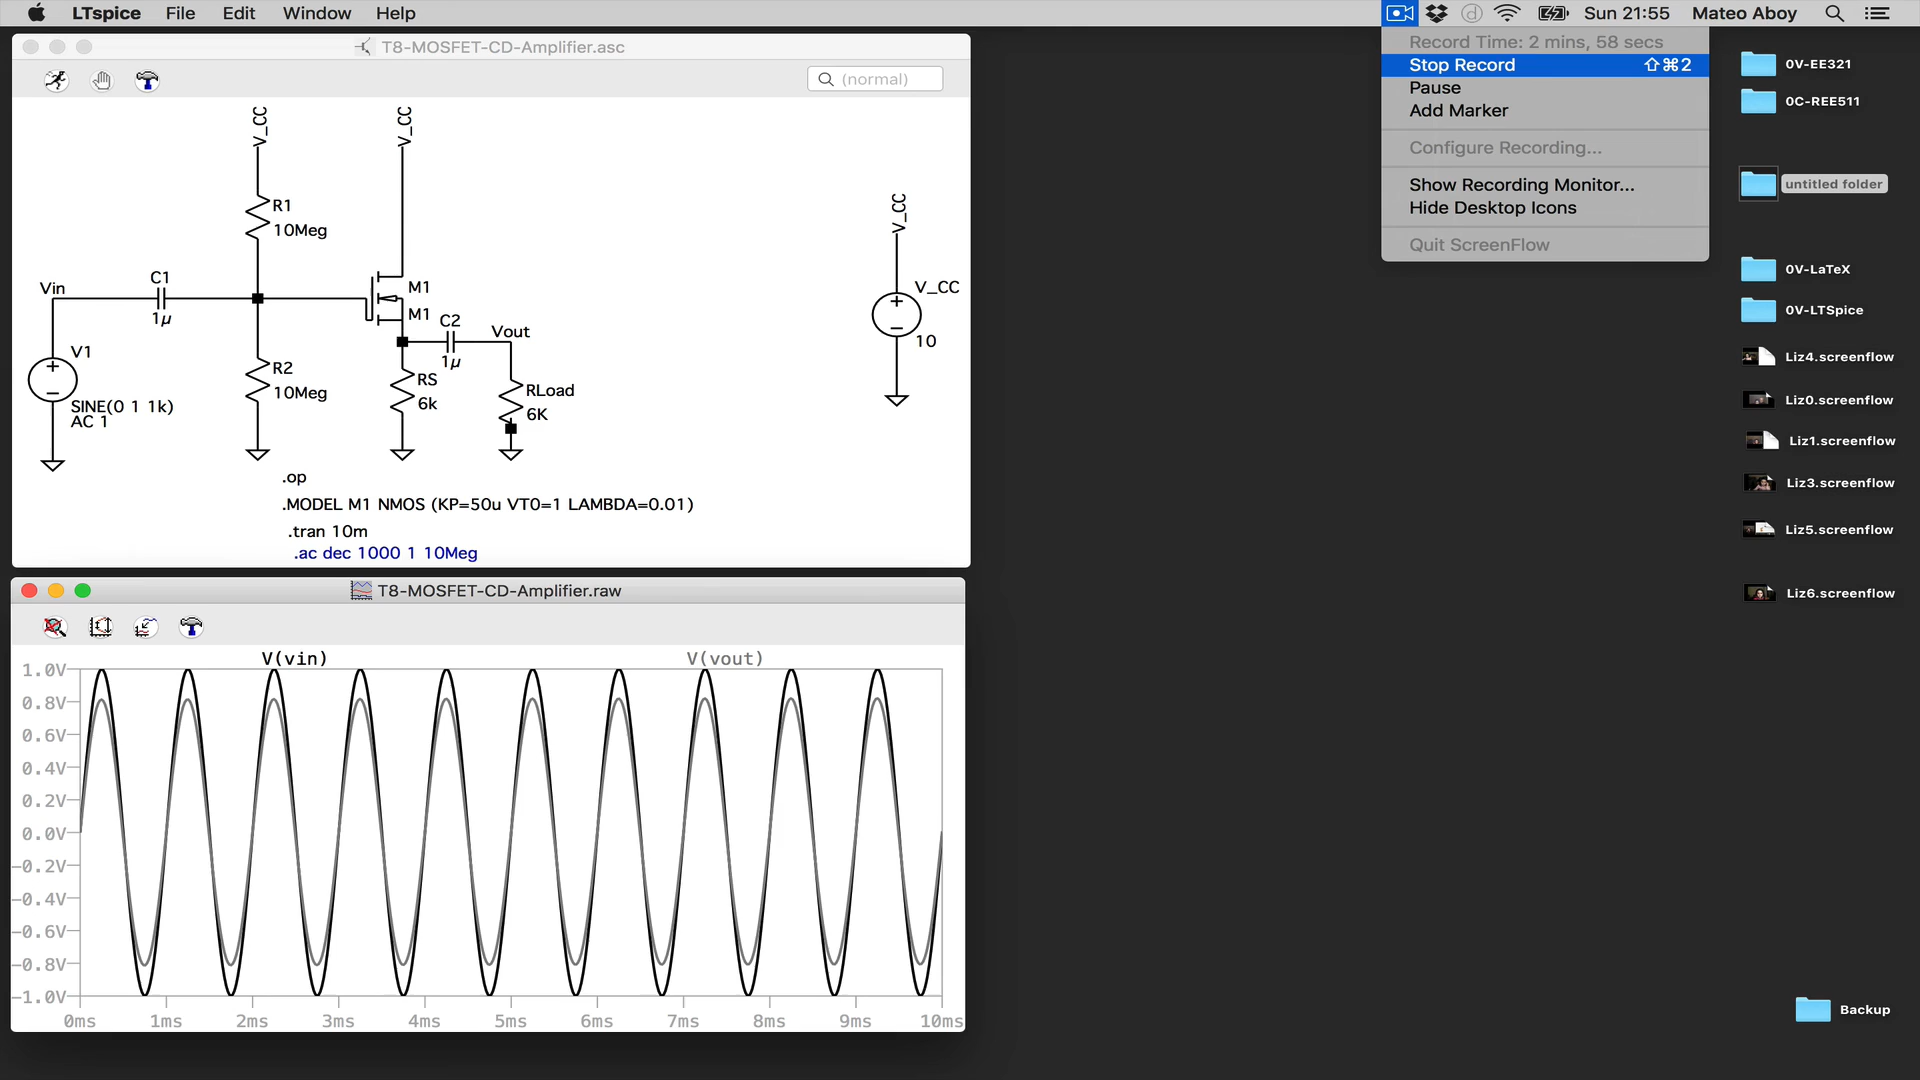 LTspice File Edit Window Help
Sun 21:55 Mateo Aboy
T8-MOSFET-CD-Amplifier.asc
(normal)
V_CC
V_CC
R1
10Meg
V_CC
Vin
C1
1µ
M1
M1
V_CC
10
C2
1µ
Vout
V1
SINE(0 1 1k)
AC 1
R2
10Meg
RS
6k
RLoad
6K
.op
.MODEL M1 NMOS (KP=50u VT0=1 LAMBDA=0.01)
.tran 10m
.ac dec 1000 1 10Meg
T8-MOSFET-CD-Amplifier.raw
V(vin)
V(vout)
1.0V
0.8V
0.6V
0.4V
0.2V
0.0V
-0.2V
-0.4V
-0.6V
-0.8V
-1.0V
0ms 1ms 2ms 3ms 4ms 5ms 6ms 7ms 8ms 9ms 10ms
Record Time: 2 mins, 58 secs
Stop Record ⇧⌘2
Pause
Add Marker
Configure Recording...
Show Recording Monitor...
Hide Desktop Icons
Quit ScreenFlow
0V-EE321
0C-REE511
untitled folder
0V-LaTeX
0V-LTSpice
Liz4.screenflow
Liz0.screenflow
Liz1.screenflow
Liz3.screenflow
Liz5.screenflow
Liz6.screenflow
Backup